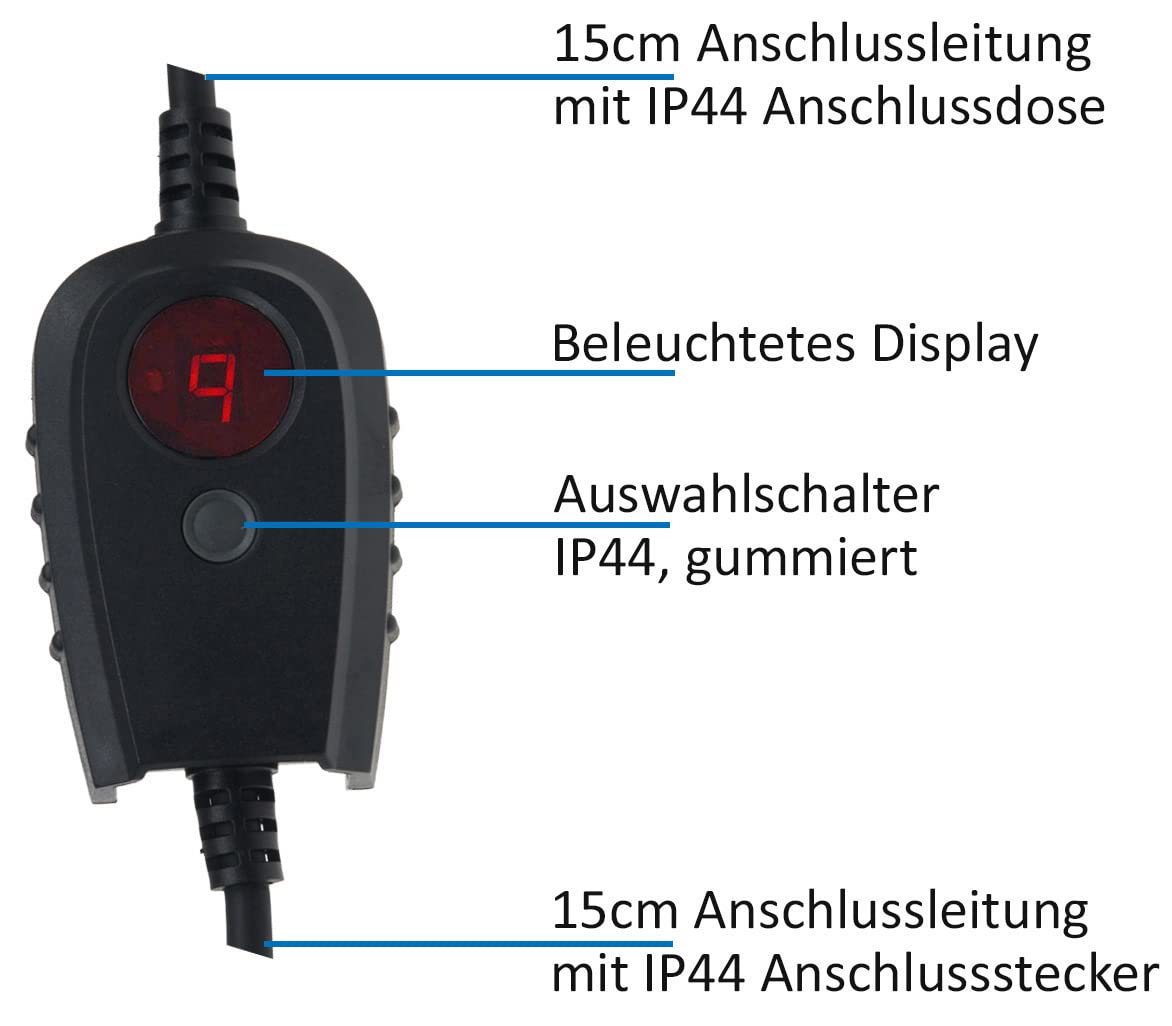 15cm Anschlussleitung
mit IP44 Anschlussdose
Beleuchtetes Display
9
Auswahlschalter
IP44, gummiert
15cm Anschlussleitung
mit IP44 Anschlussstecker